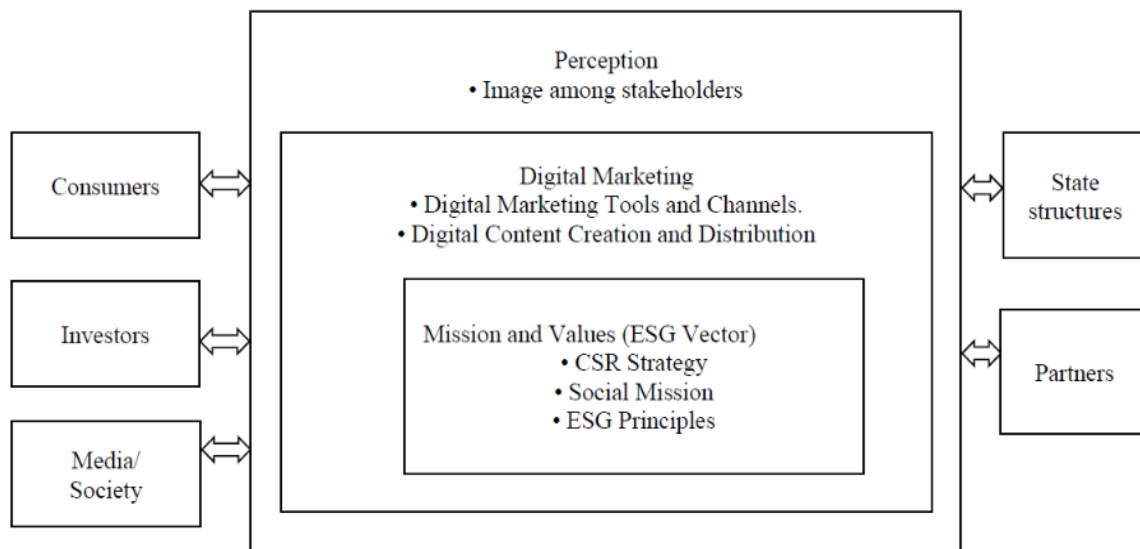 Perception
• Image among stakeholders
Digital Marketing
• Digital Marketing Tools and Channels.
• Digital Content Creation and Distribution
Mission and Values (ESG Vector)
• CSR Strategy
• Social Mission
• ESG Principles
Consumers
Investors
Media/
Society
State
structures
Partners